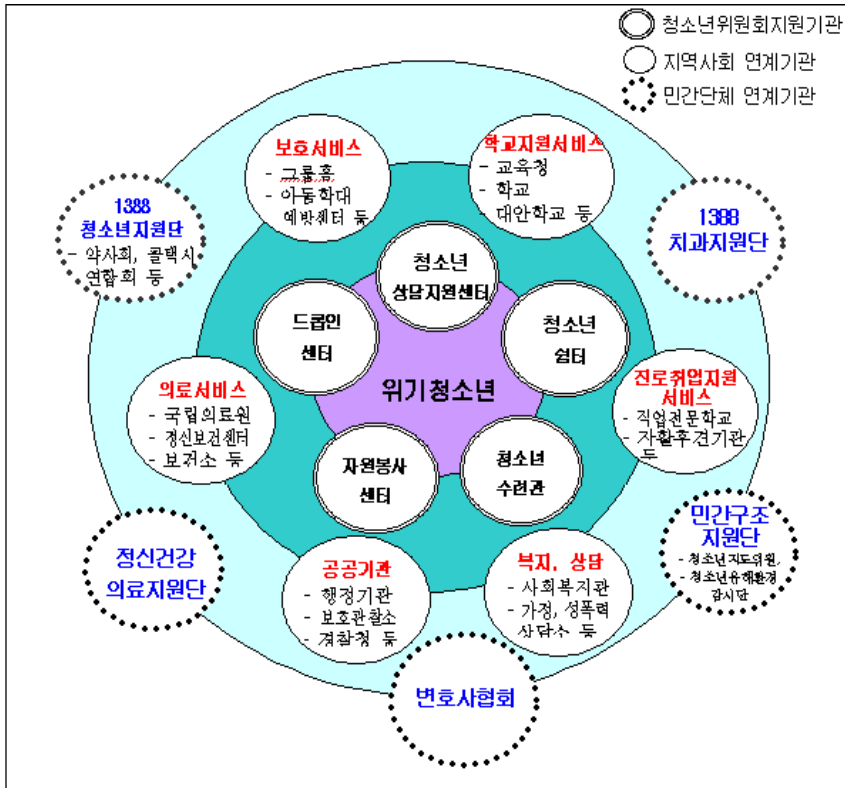 청소년위원회지원기관
지역사회 연계기관
민간단체 연계기관
보호서비스
- 그룹홈
- 아동학대
예방센터 등
학교지원서비스
- 교육청
- 학교
- 대안학교 등
1388
청소년지원단
- 약사회, 콜택시
연합회 등
1388
치과지원단
청소년
상담지원센터
드롭인
센터
청소년
쉼터
위기청소년
의료서비스
- 국립의료원
- 정신보건센터
- 보건소 등
진로취업지원
서비스
- 직업전문학교
- 자활후견기관
등
자원봉사
센터
청소년
수련관
정신건강
의료지원단
민간구조
지원단
- 청소년지도위원,
- 청소년유해환경
감시단
공공기관
- 행정기관
- 보호관찰소
- 경찰청 등
복지, 상담
- 사회복지관
- 가정, 성폭력
상담소 등
변호사협회